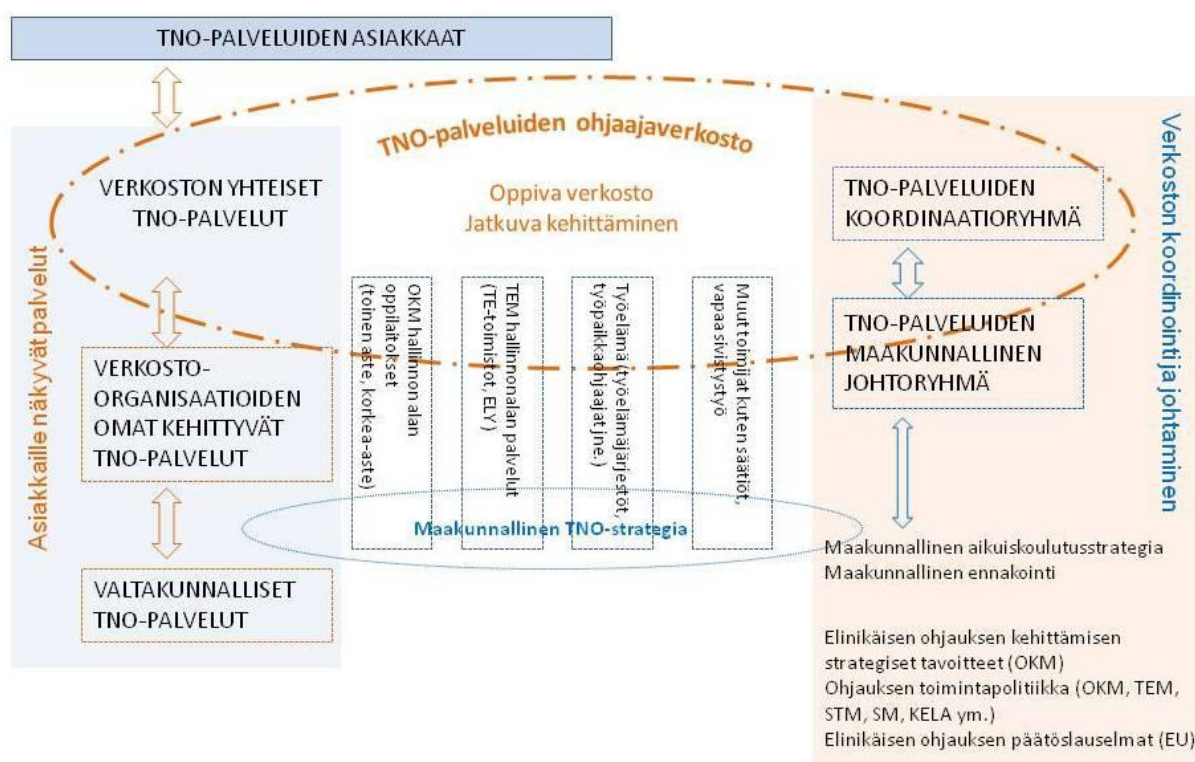 TNO-PALVELUIDEN ASIAKKAAT
Asiakkaille näkyvät palvelut
VERKOSTON YHTEISET
TNO-PALVELUT
VERKOSTO-
ORGANISAATIOIDEN
OMAT KEHITTYVÄT
TNO-PALVELUT
VALTAKUNNALLISET
TNO-PALVELUT
TNO-palveluiden ohjaajaverkosto
Oppiva verkosto
Jatkuva kehittäminen
OKM hallinnon alan
oppilaitokset
(toinen aste, korkea-aste)
TEM hallinnonalan palvelut
(TE-toimistot, ELY)
Työelämä (työelämäjärjestöt,
työpaikkaohjaajat jne.)
Muut toimijat kuten säätiöt,
vapaa sivistystyö
Maakunnallinen TNO-strategia
Verkoston koordinointi ja johtaminen
TNO-PALVELUIDEN
KOORDINAATIORYHMÄ
TNO-PALVELUIDEN
MAAKUNNALLINEN
JOHTORYHMÄ
Maakunnallinen aikuiskoulutusstrategia
Maakunnallinen ennakointi
Elinikäisen ohjauksen kehittämisen
strategiset tavoitteet (OKM)
Ohjauksen toimintapolitiikka (OKM, TEM,
STM, SM, KELA ym.)
Elinikäisen ohjauksen päätöslauselmat (EU)